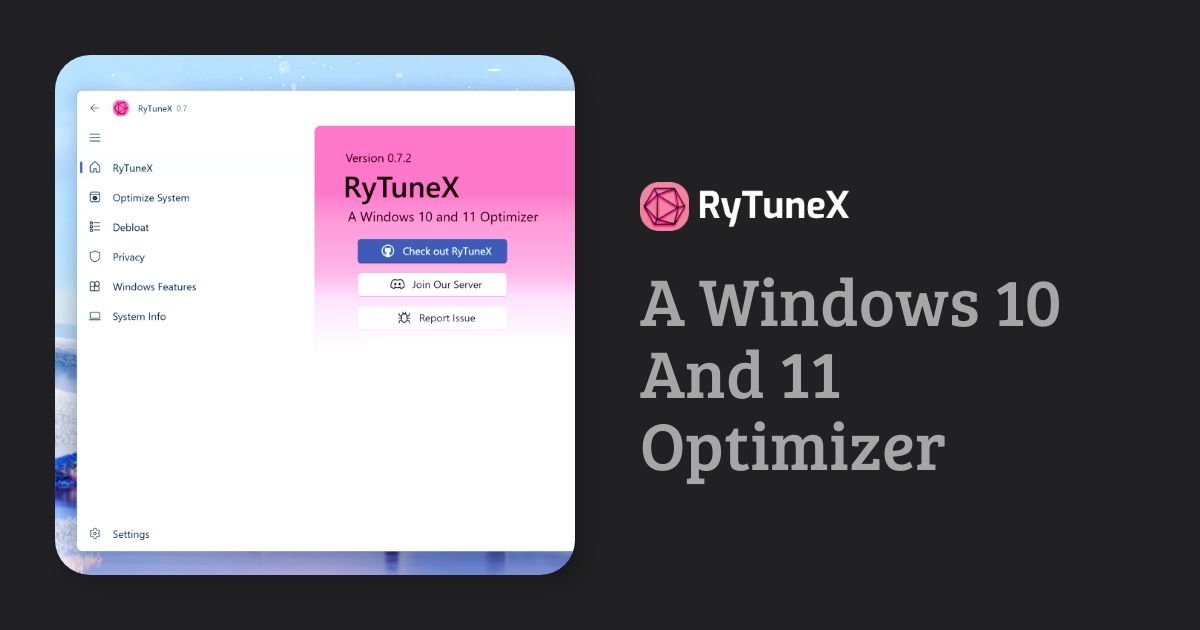 RyTuneX 0.7
RyTuneX
Optimize System
Debloat
Privacy
Windows Features
System Info
Settings
Version 0.7.2
RyTuneX
A Windows 10 and 11 Optimizer
Check out RyTuneX
Join Our Server
Report Issue
RyTuneX
A Windows 10
And 11
Optimizer